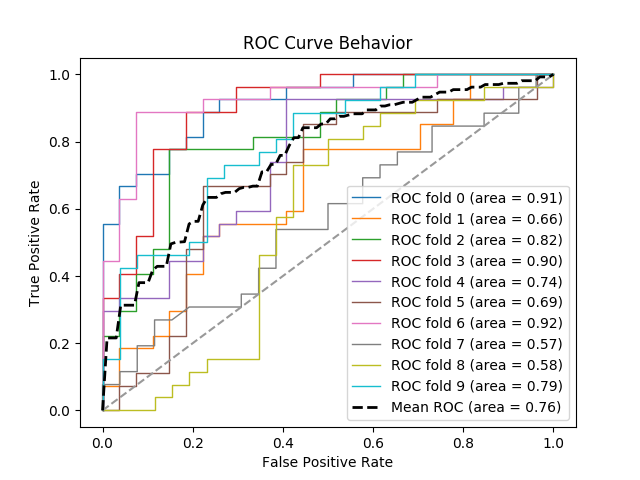 ROC Curve Behavior
True Positive Rate
1.0
0.8
0.6
0.4
0.2
0.0
ROC fold 0 (area = 0.91)
ROC fold 1 (area = 0.66)
ROC fold 2 (area = 0.82)
ROC fold 3 (area = 0.90)
ROC fold 4 (area = 0.74)
ROC fold 5 (area = 0.69)
ROC fold 6 (area = 0.92)
ROC fold 7 (area = 0.57)
ROC fold 8 (area = 0.58)
ROC fold 9 (area = 0.79)
Mean ROC (area = 0.76)
0.0 0.2 0.4 0.6 0.8 1.0
False Positive Rate